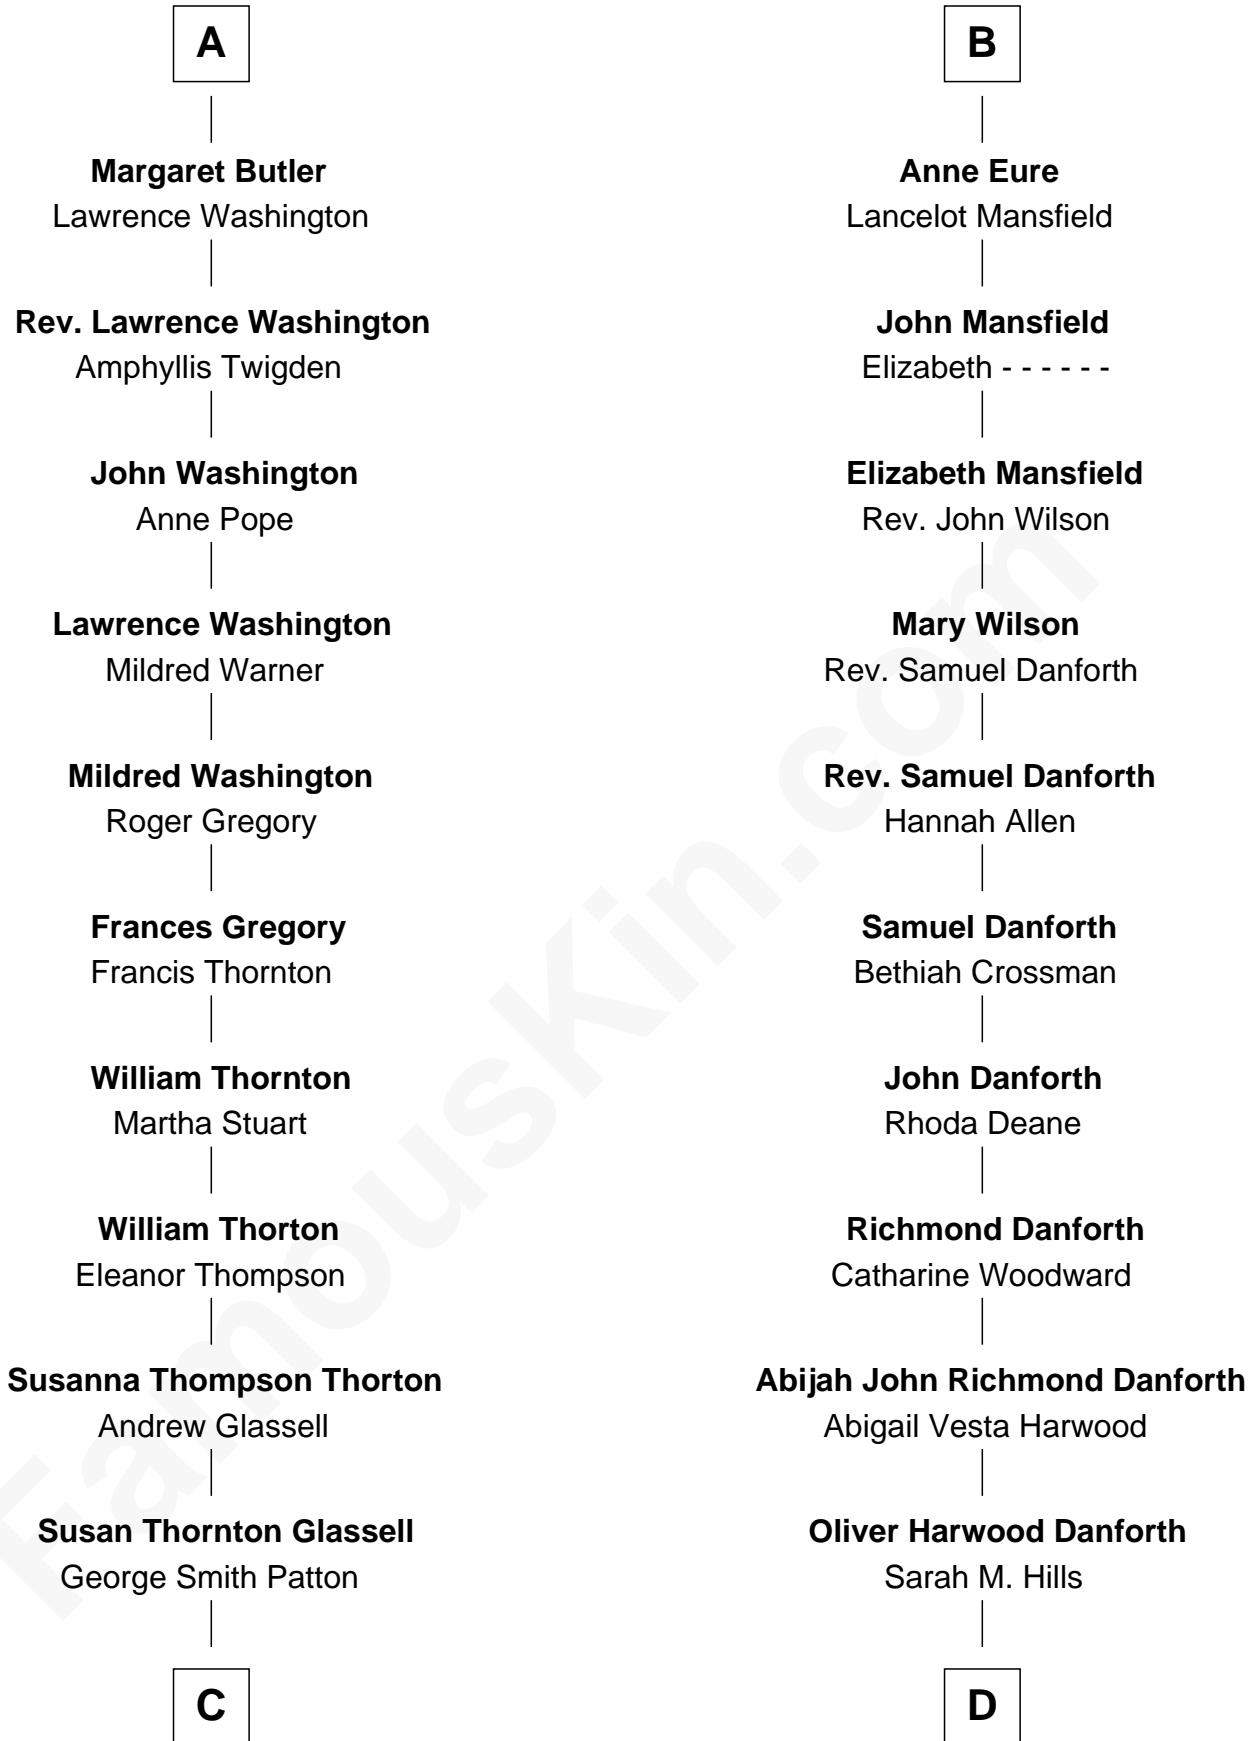 A
Margaret Butler
Lawrence Washington
Rev. Lawrence Washington
Amphyllis Twigden
John Washington
Anne Pope
Lawrence Washington
Mildred Warner
Mildred Washington
Roger Gregory
Frances Gregory
Francis Thornton
William Thornton
Martha Stuart
William Thorton
Eleanor Thompson
Susanna Thompson Thorton
Andrew Glassell
Susan Thornton Glassell
George Smith Patton
C
B
Anne Eure
Lancelot Mansfield
John Mansfield
Elizabeth - - - - - -
Elizabeth Mansfield
Rev. John Wilson
Mary Wilson
Rev. Samuel Danforth
Rev. Samuel Danforth
Hannah Allen
Samuel Danforth
Bethiah Crossman
John Danforth
Rhoda Deane
Richmond Danforth
Catharine Woodward
Abijah John Richmond Danforth
Abigail Vesta Harwood
Oliver Harwood Danforth
Sarah M. Hills
D
FamousKin.com